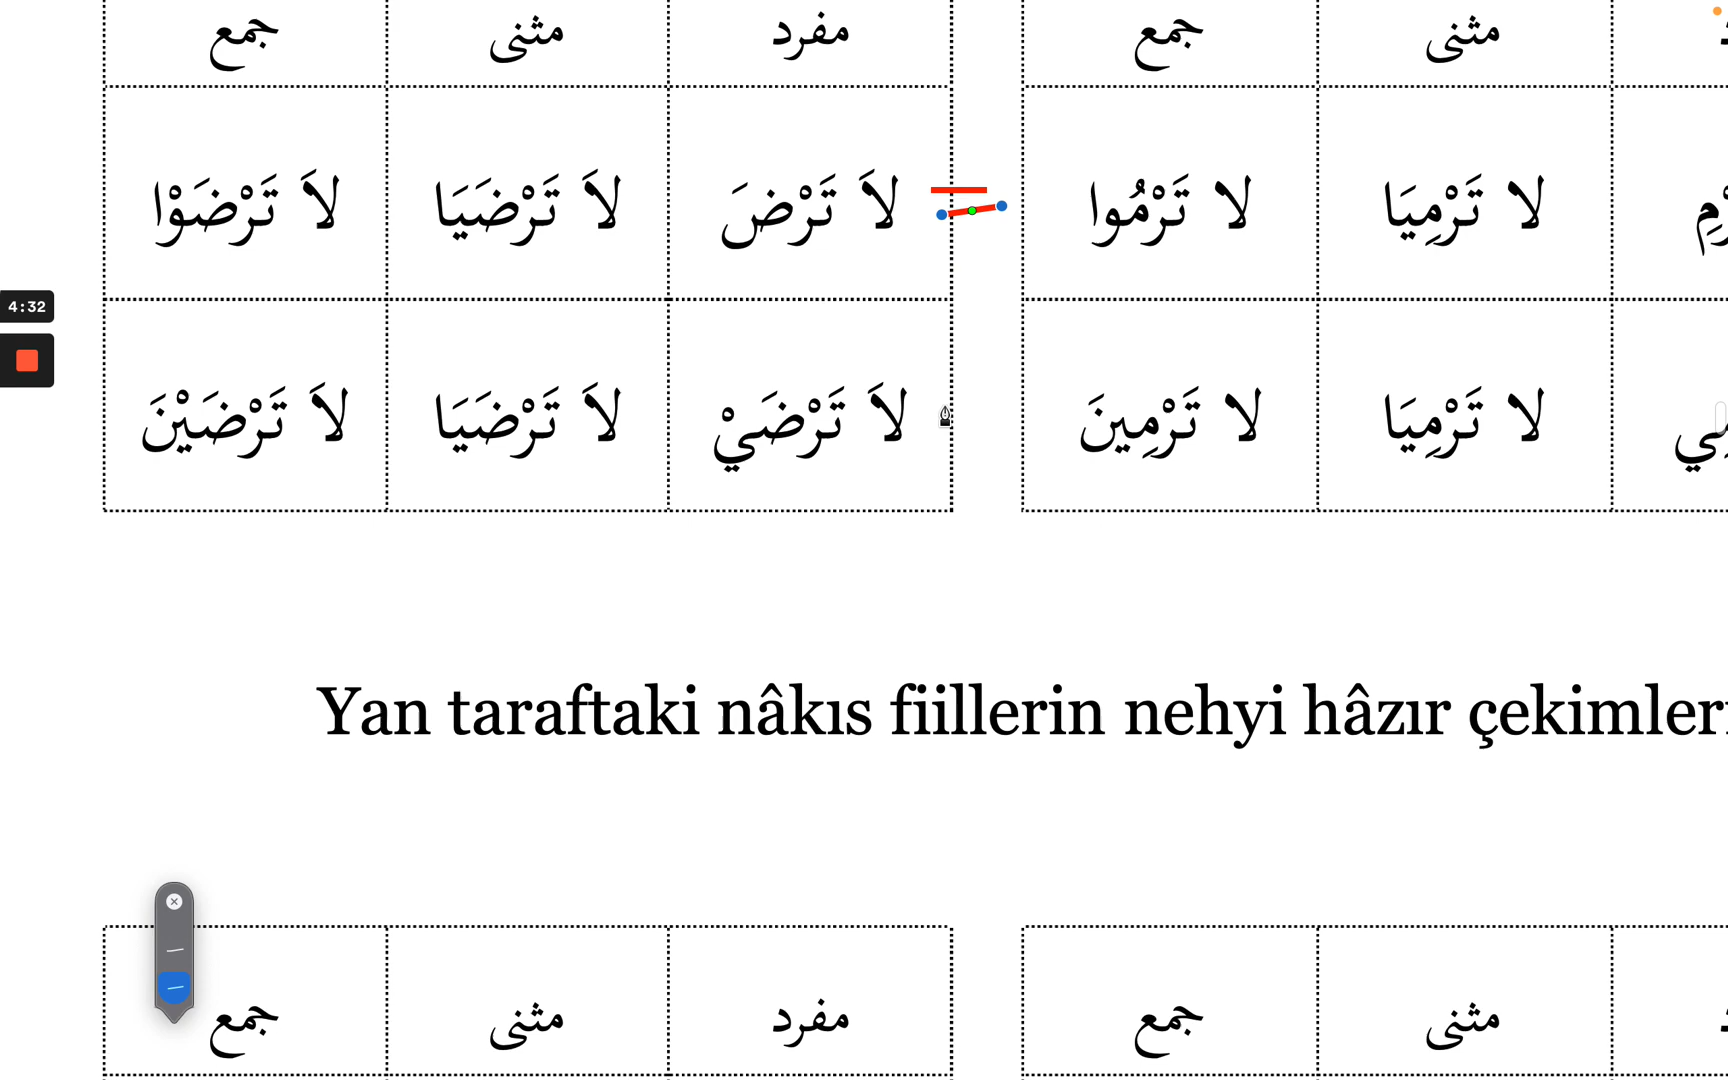 مفرد مثنى جمع
لا تَرْمِيَا لا تَرْمُوا
لاَ تَرْضَ لاَ تَرْضَيَا لاَ تَرْضَوْا
لا تَرْمِيَا لا تَرْمِينَ
لاَ تَرْضَيْ لاَ تَرْضَيَا لاَ تَرْضَيْنَ
مثنى جمع
4:32
Yan taraftaki nâkıs fiillerin nehyi hâzır çekimleri
مثنى جمع
مفرد مثنى جمع